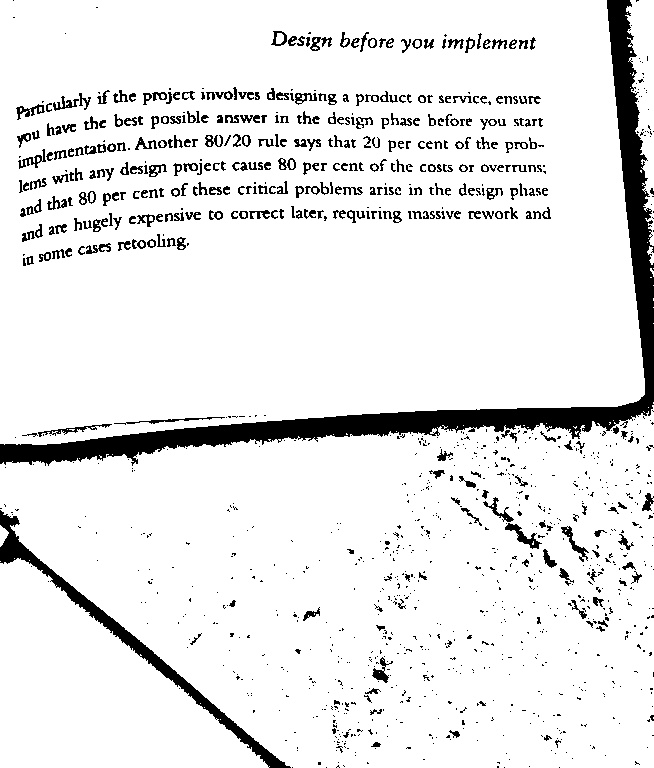 Design before you implement
Particularly if the project involves designing a product or service, ensure
you have the best possible answer in the design phase before you start
implementation. Another 80/20 rule says that 20 per cent of the prob-
lems with any design project cause 80 per cent of the costs or overruns;
and that 80 per cent of these critical problems arise in the design phase
and are hugely expensive to correct later, requiring massive rework and
in some cases retooling.